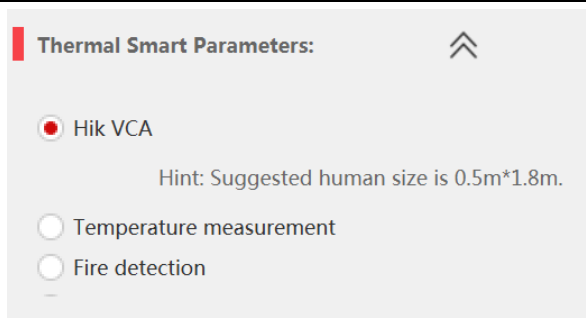 Thermal Smart Parameters:
Hik VCA
Hint: Suggested human size is 0.5m*1.8m.
Temperature measurement
Fire detection